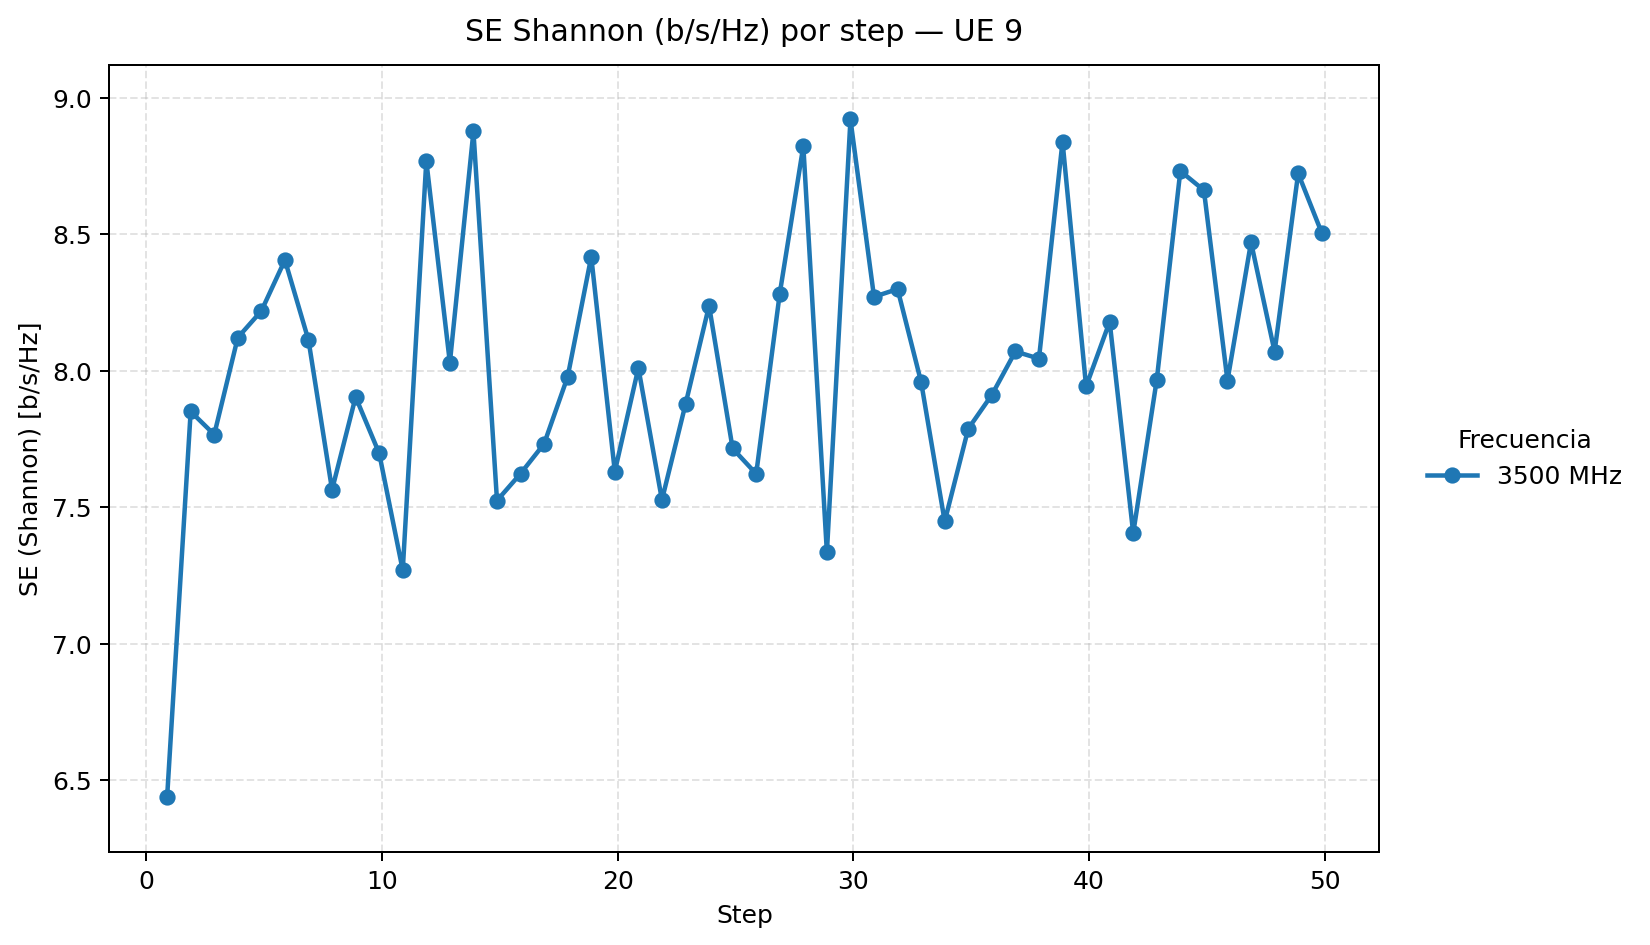 SE Shannon (b/s/Hz) por step — UE 9
SE (Shannon) [b/s/Hz]
9.0
8.5
8.0
7.5
7.0
6.5
0 10 20 30 40 50
Step
Frecuencia
3500 MHz